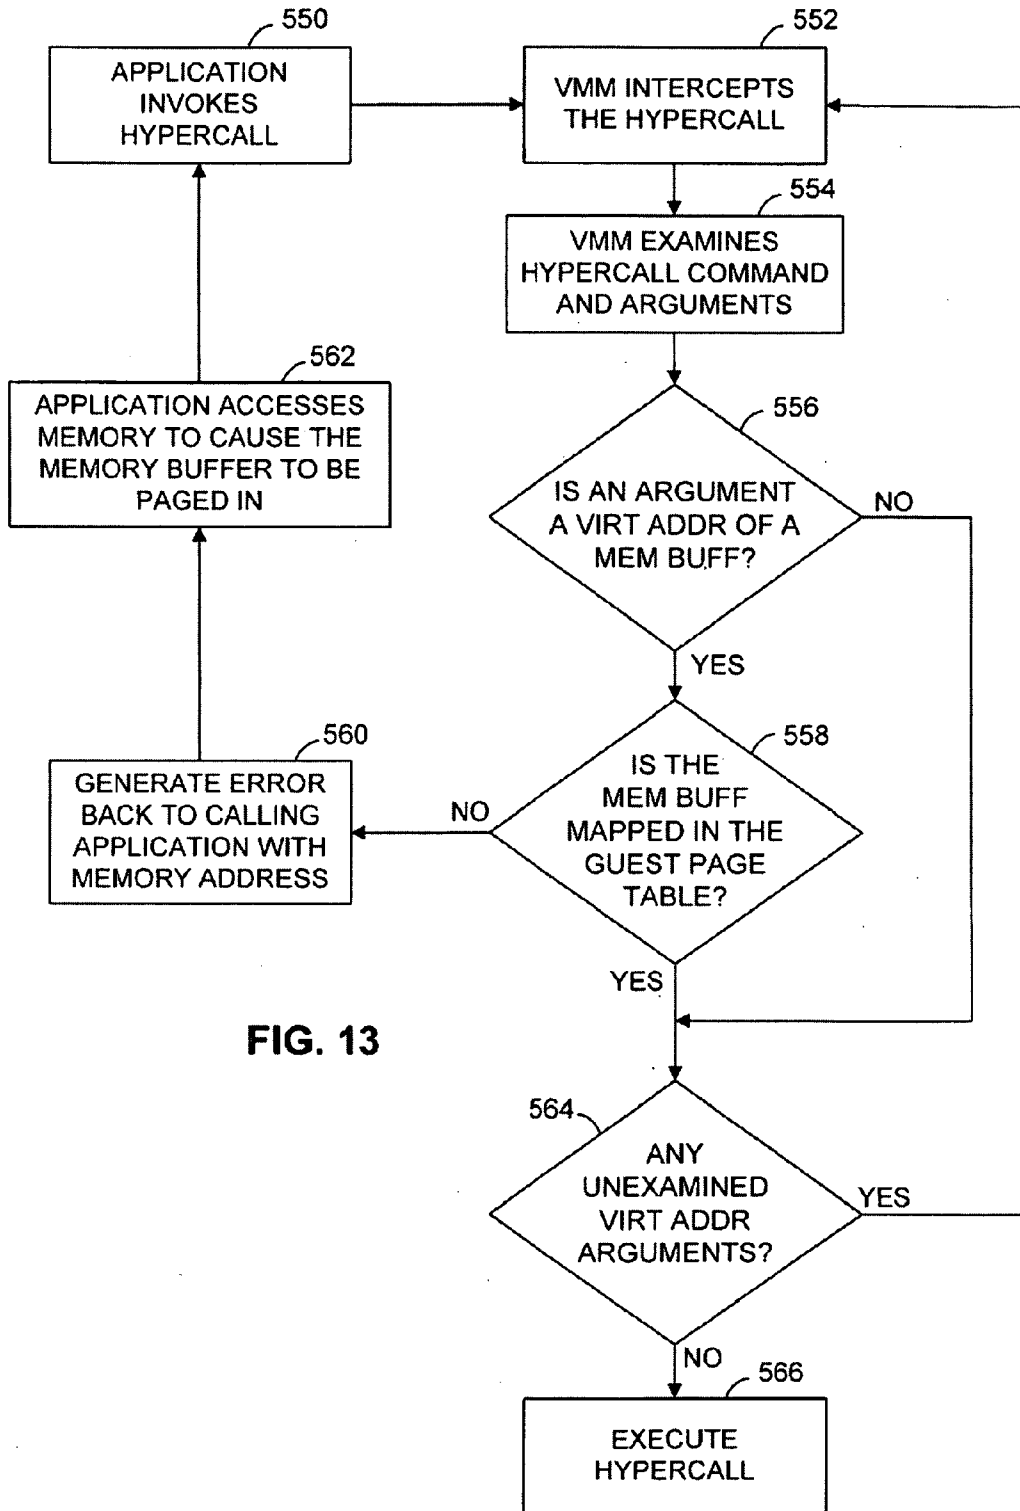 550
APPLICATION
INVOKES
HYPERCALL
552
VMM INTERCEPTS
THE HYPERCALL
554
VMM EXAMINES
HYPERCALL COMMAND
AND ARGUMENTS
562
APPLICATION ACCESSES
MEMORY TO CAUSE THE
MEMORY BUFFER TO BE
PAGED IN
556
IS AN ARGUMENT
A VIRT ADDR OF A
MEM BUFF?
NO
YES
560
GENERATE ERROR
BACK TO CALLING
APPLICATION WITH
MEMORY ADDRESS
NO
558
IS THE
MEM BUFF
MAPPED IN THE
GUEST PAGE
TABLE?
YES
FIG. 13
564
ANY
UNEXAMINED
VIRT ADDR
ARGUMENTS?
YES
NO
566
EXECUTE
HYPERCALL